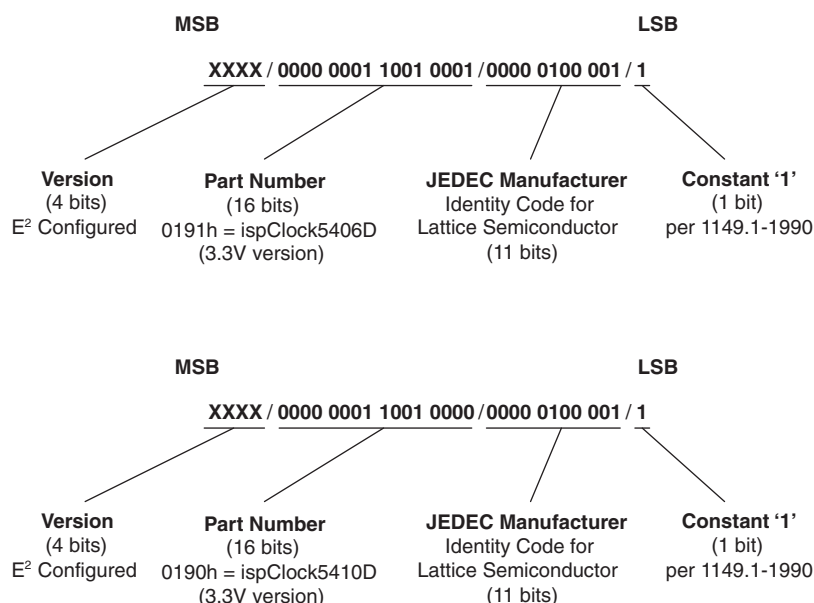 MSB LSB
XXXX / 0000 0001 1001 0001 / 0000 0100 001 / 1
Version Part Number JEDEC Manufacturer Constant ‘1’
(4 bits) (16 bits) Identity Code for (1 bit)
E² Configured 0191h = ispClock5406D Lattice Semiconductor per 1149.1-1990
(3.3V version) (11 bits)
MSB LSB
XXXX / 0000 0001 1001 0000 / 0000 0100 001 / 1
Version Part Number JEDEC Manufacturer Constant ‘1’
(4 bits) (16 bits) Identity Code for (1 bit)
E² Configured 0190h = ispClock5410D Lattice Semiconductor per 1149.1-1990
(3.3V version) (11 bits)